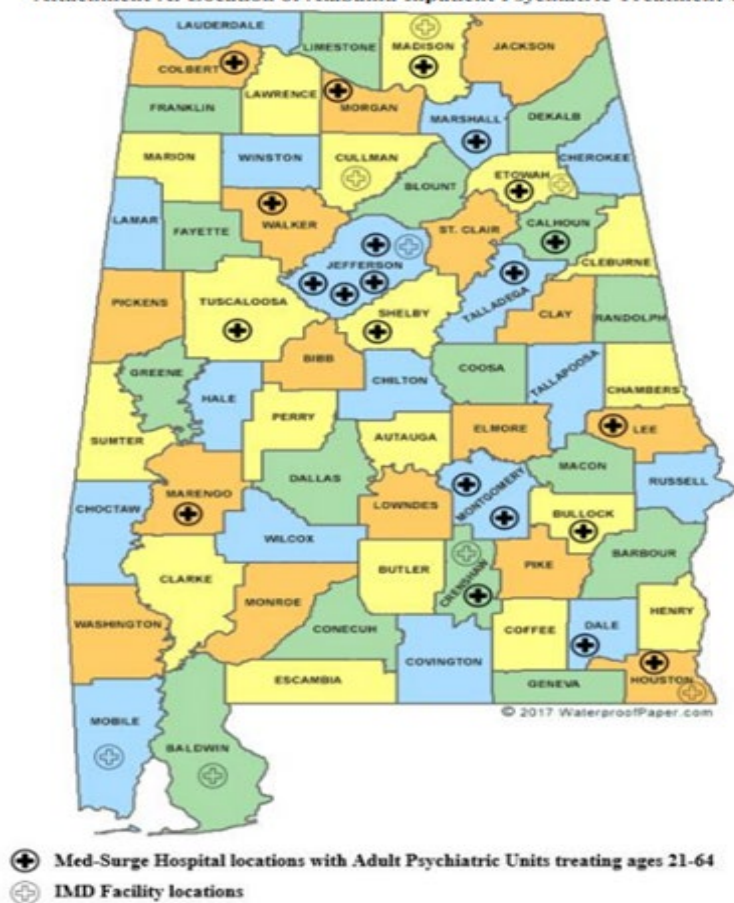 LAUDERDALE
LIMESTONE
MADISON
JACKSON
COLBERT
LAWRENCE
MORGAN
FRANKLIN
MARSHALL
DEKALB
MARION
WINSTON
CULLMAN
ETOWAH
CHEROKEE
BLOUNT
LAMAR
FAYETTE
WALKER
ST. CLAIR
CALHOUN
JEFFERSON
CLEBURNE
PICKENS
TUSCALOOSA
SHELBY
TALLADEGA
CLAY
RANDOLPH
BIBB
GREENE
HALE
CHILTON
COOSA
TALLAPOOSA
CHAMBERS
PERRY
SUMTER
AUTAUGA
ELMORE
LEE
DALLAS
MACON
MARENGO
LOWNDES
MONTGOMERY
RUSSELL
CHOCTAW
BULLOCK
WILCOX
BARBOUR
CLARKE
BUTLER
CRENSHAW
PIKE
MONROE
WASHINGTON
CONECUH
COFFEE
DALE
HENRY
COVINGTON
ESCAMBIA
GENEVA
HOUSTON
© 2017 WaterproofPaper.com
MOBILE
BALDWIN
Med-Surge Hospital locations with Adult Psychiatric Units treating ages 21-64
IMD Facility locations